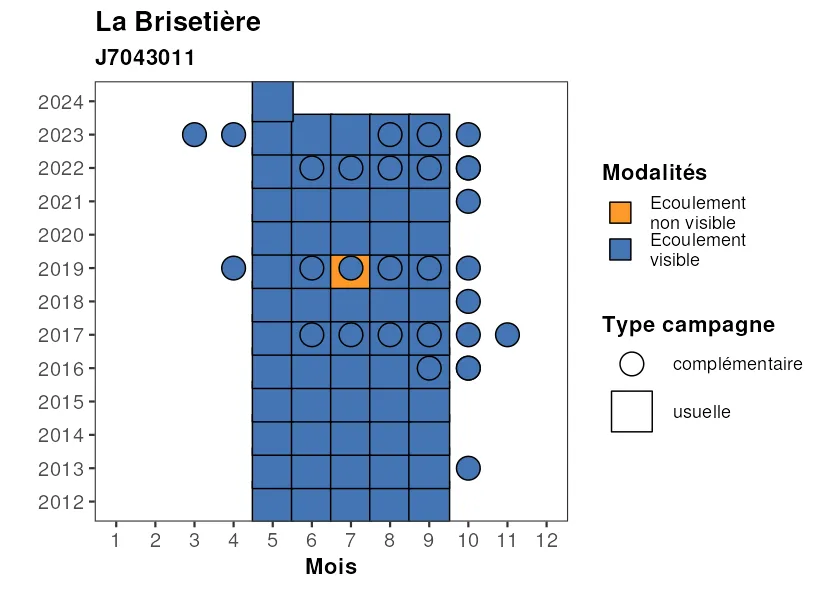 La Brisetière
J7043011
2024
2023
2022
2021
2020
2019
2018
2017
2016
2015
2014
2013
2012
1 2 3 4 5 6 7 8 9 10 11 12
Mois
Modalités
Ecoulement
non visible
Ecoulement
visible
Type campagne
complémentaire
usuelle